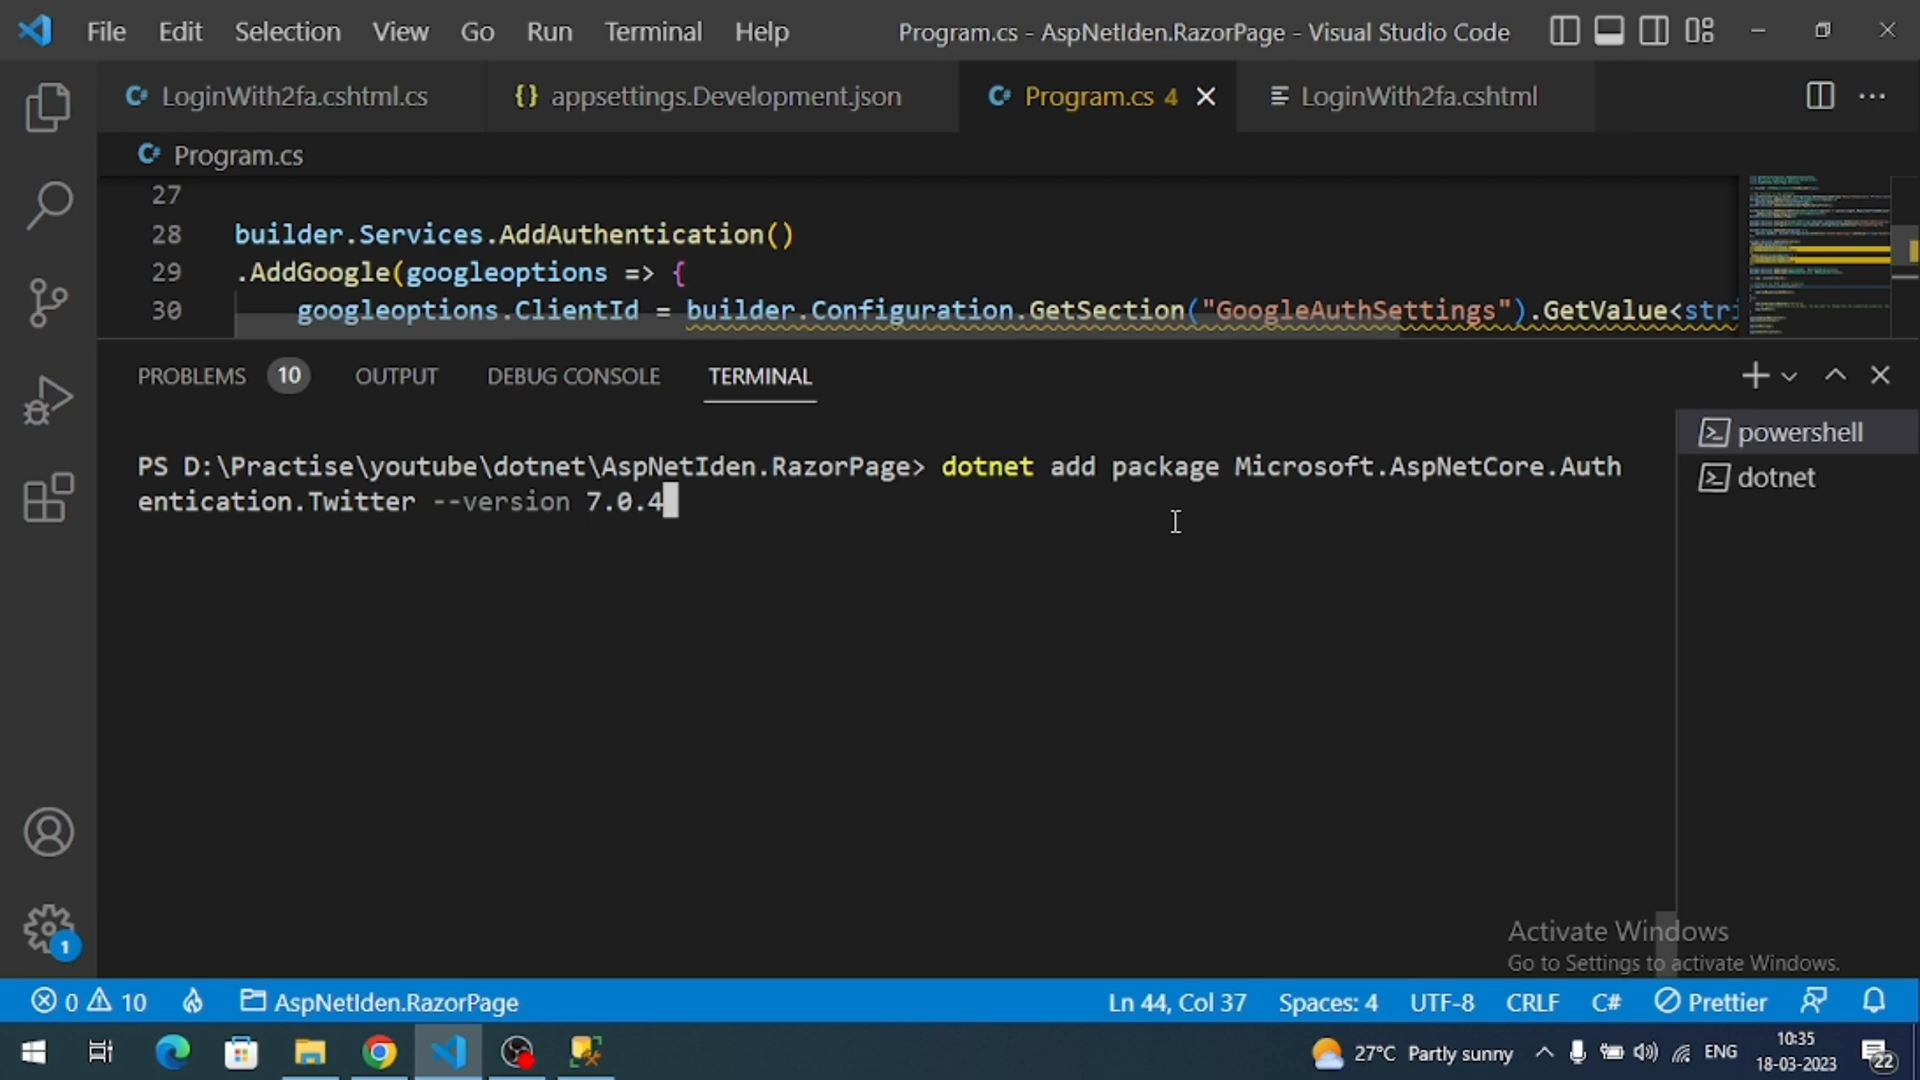 File Edit Selection View Go Run Terminal Help Program.cs - AspNetIden.RazorPage - Visual Studio Code
LoginWith2fa.cshtml.cs {} appsettings.Development.json Program.cs 4 LoginWith2fa.cshtml
Program.cs
27
28 builder.Services.AddAuthentication()
29 .AddGoogle(googleoptions => {
30 googleoptions.ClientId = builder.Configuration.GetSection("GoogleAuthSettings").GetValue<stri
PROBLEMS 10 OUTPUT DEBUG CONSOLE TERMINAL
powershell
dotnet
PS D:\Practise\youtube\dotnet\AspNetIden.RazorPage> dotnet add package Microsoft.AspNetCore.Auth
entication.Twitter --version 7.0.4
Activate Windows
Go to Settings to activate Windows.
1
0 10 AspNetIden.RazorPage Ln 44, Col 37 Spaces: 4 UTF-8 CRLF C# Prettier
27°C Partly sunny ENG 10:35
18-03-2023 22